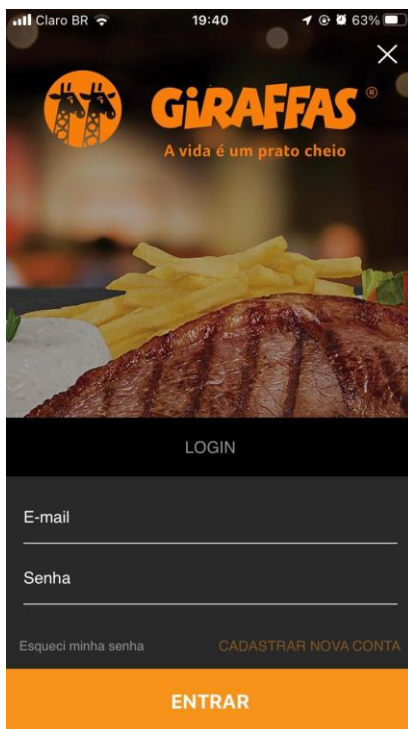 Claro BR 19:40 63%
GiRAFFAS ®
A vida é um prato cheio
LOGIN
E-mail
Senha
Esqueci minha senha CADASTRAR NOVA CONTA
ENTRAR